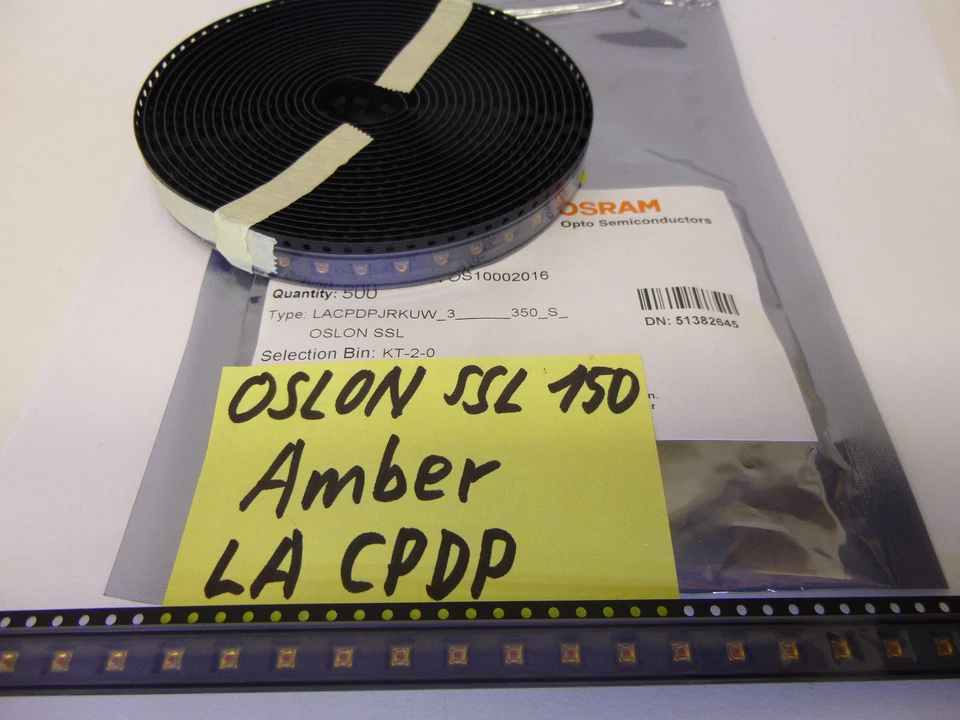 OSRAM
Opto Semiconductors
OS10002016
Quantity: 500
Type: LACPDPJRKUW_3______350_S_
OSLON SSL
DN: 51382645
Selection Bin: KT-2-0
OSLON SSL 150
Amber
LA CPDP